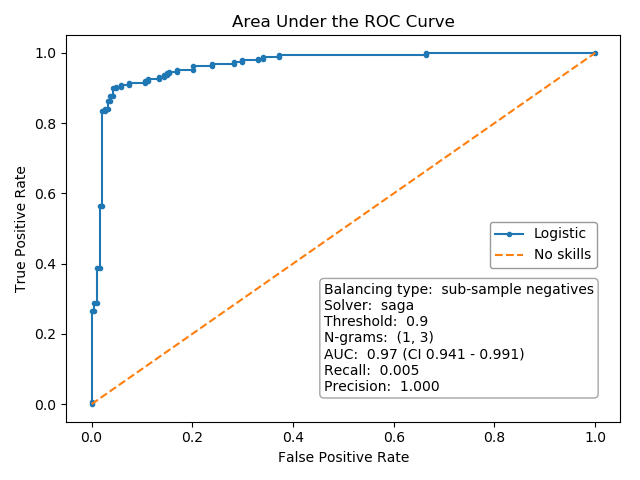 Area Under the ROC Curve
True Positive Rate
1.0
0.8
0.6
0.4
0.2
0.0
Logistic
No skills
Balancing type:  sub-sample negatives
Solver:  saga
Threshold:  0.9
N-grams:  (1, 3)
AUC:  0.97 (CI 0.941 - 0.991)
Recall:  0.005
Precision:  1.000
0.0 0.2 0.4 0.6 0.8 1.0
False Positive Rate